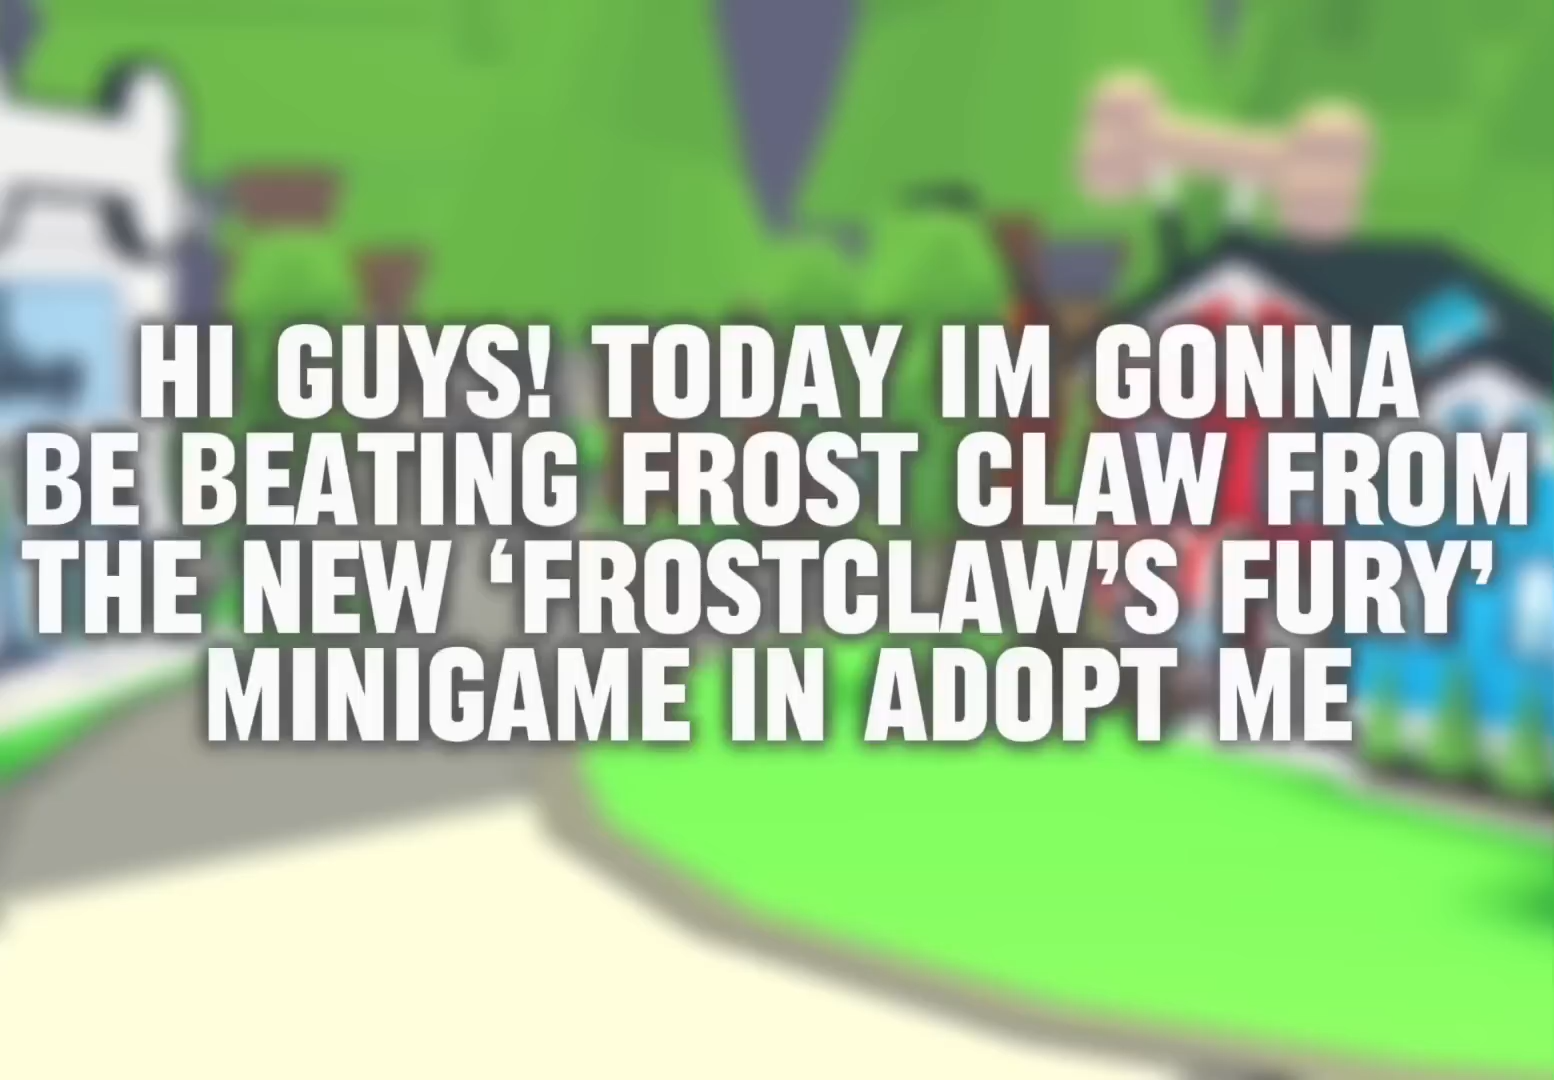 HI GUYS! TODAY IM GONNA
BE BEATING FROST CLAW FROM
THE NEW ‘FROSTCLAW’S FURY’
MINIGAME IN ADOPT ME